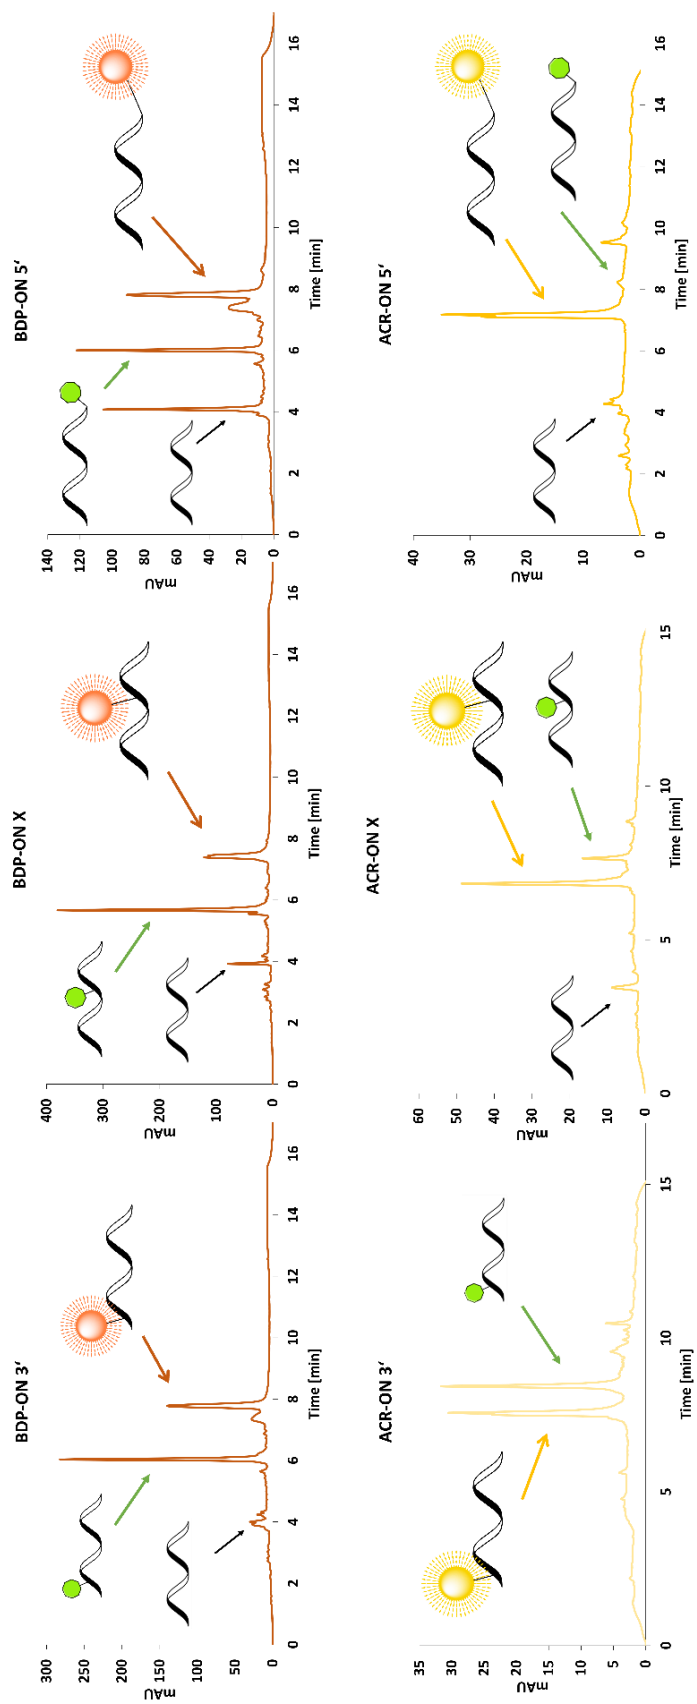 BDP-ON 3‘
mAU
300
250
200
150
100
50
0
0 2 4 6 8 10 12 14 16
Time [min]
BDP-ON X
mAU
400
300
200
100
0
0 2 4 6 8 10 12 14 16
Time [min]
BDP-ON 5‘
mAU
140
120
100
80
60
40
20
0
0 2 4 6 8 10 12 14 16
Time [min]
ACR-ON 3‘
mAU
35
30
25
20
15
10
5
0
0 5 10 15
Time [min]
ACR-ON X
mAU
60
50
40
30
20
10
0
0 5 10 15
Time [min]
ACR-ON 5‘
mAU
40
30
20
10
0
0 2 4 6 8 10 12 14 16
Time [min]